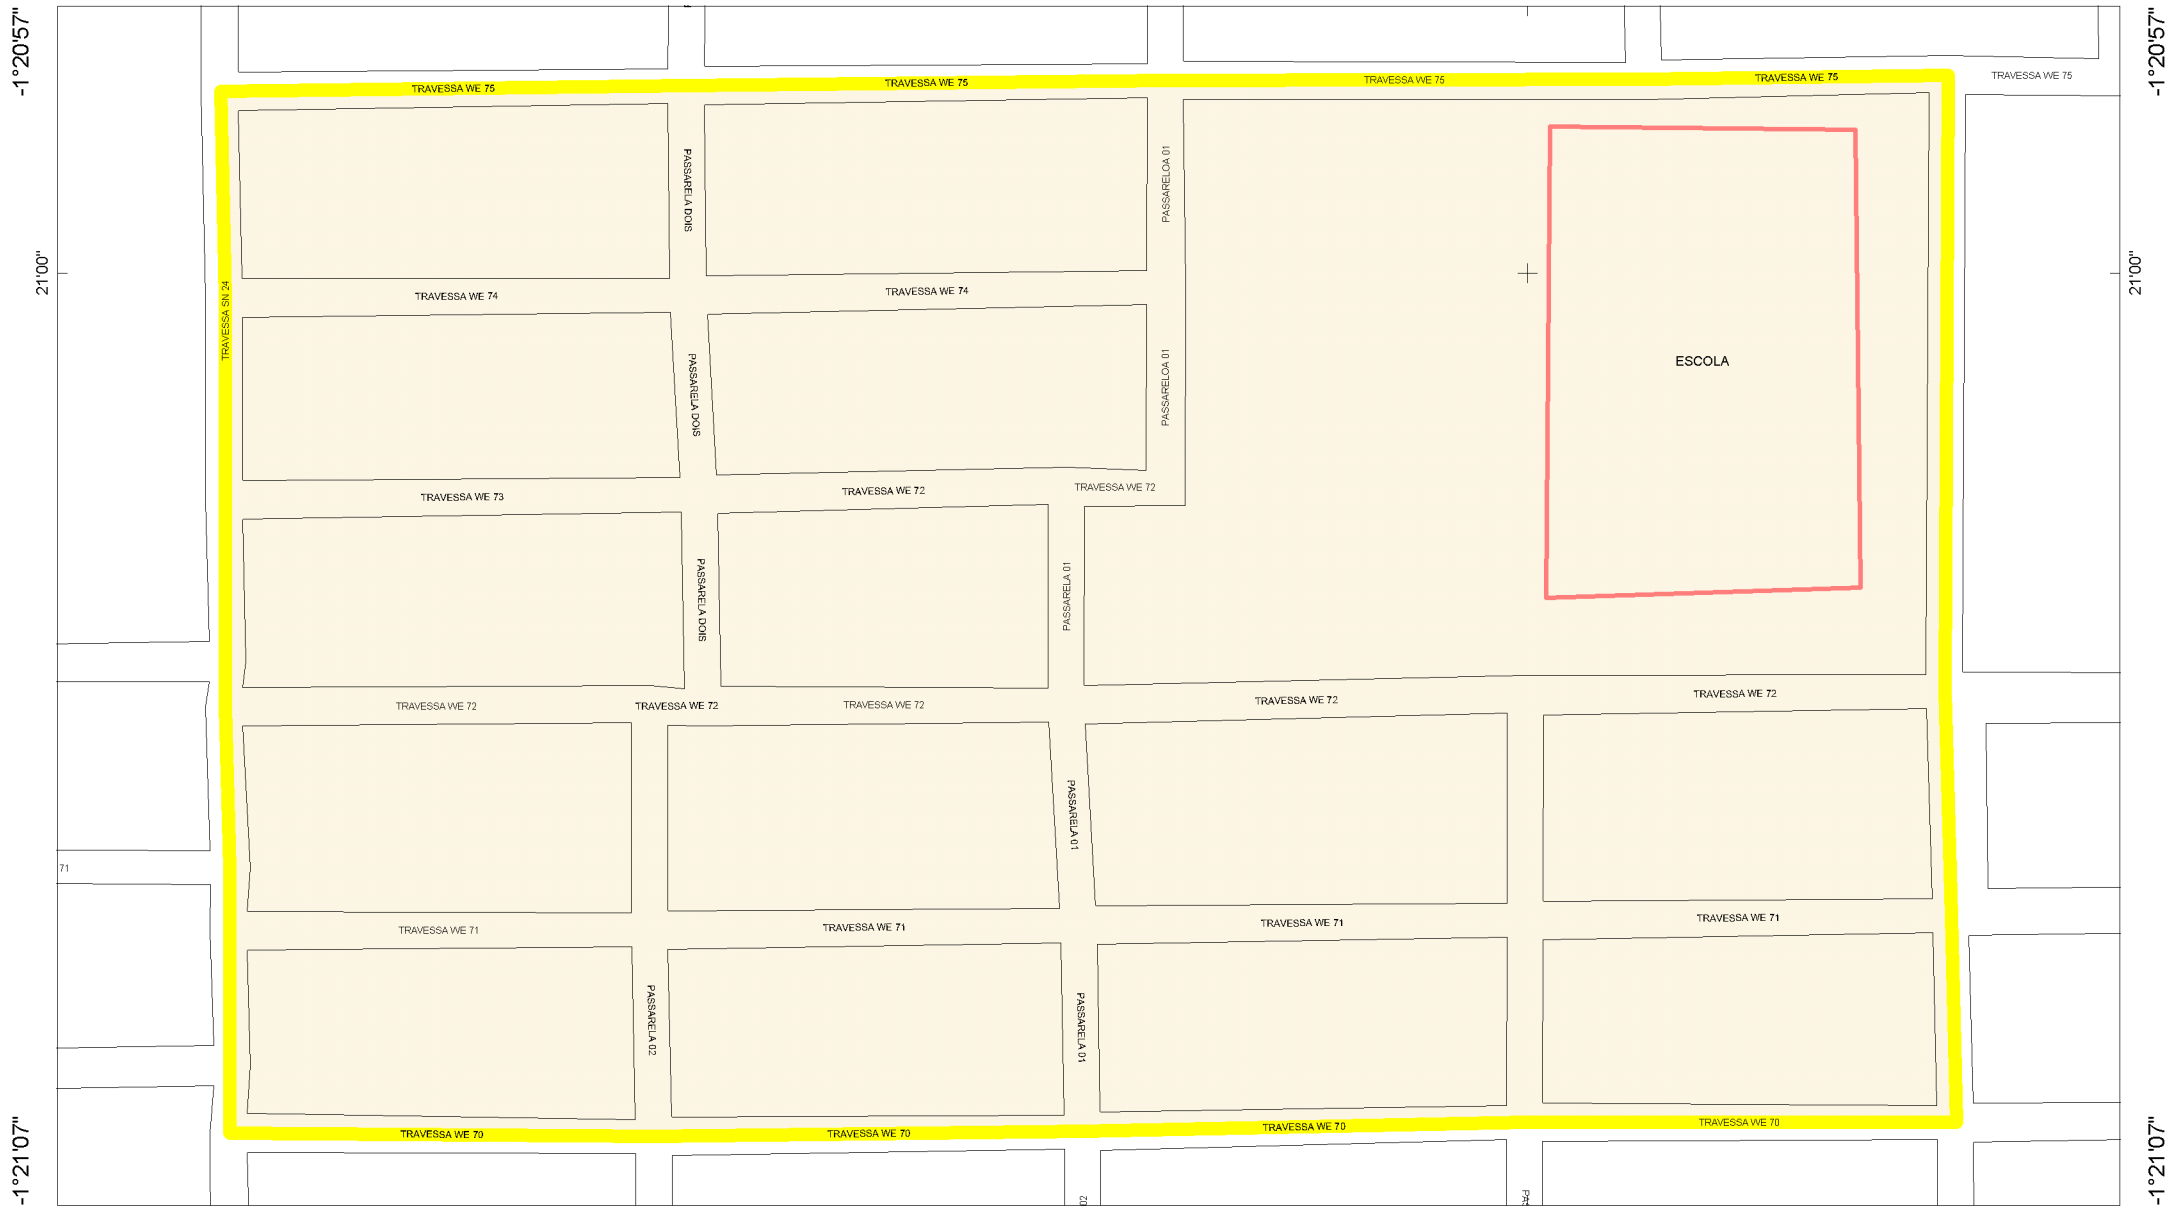 -1°20'57"
-1°20'57"
TRAVESSA WE 75
TRAVESSA WE 75
TRAVESSA WE 75
TRAVESSA WE 75
TRAVESSA WE 75
PASSARELA DOIS
PASSARELOA 01
21'00"
21'00"
TRAVESSA SN 24
TRAVESSA WE 74
TRAVESSA WE 74
PASSARELA DOIS
PASSARELOA 01
ESCOLA
TRAVESSA WE 73
TRAVESSA WE 72
TRAVESSA WE 72
PASSARELA DOIS
PASSARELA 01
TRAVESSA WE 72
TRAVESSA WE 72
TRAVESSA WE 72
TRAVESSA WE 72
TRAVESSA WE 72
PASSARELA 01
71
TRAVESSA WE 71
TRAVESSA WE 71
TRAVESSA WE 71
TRAVESSA WE 71
PASSARELA 02
PASSARELA 01
TRAVESSA WE 70
TRAVESSA WE 70
TRAVESSA WE 70
TRAVESSA WE 70
-1°21'07"
-1°21'07"
02